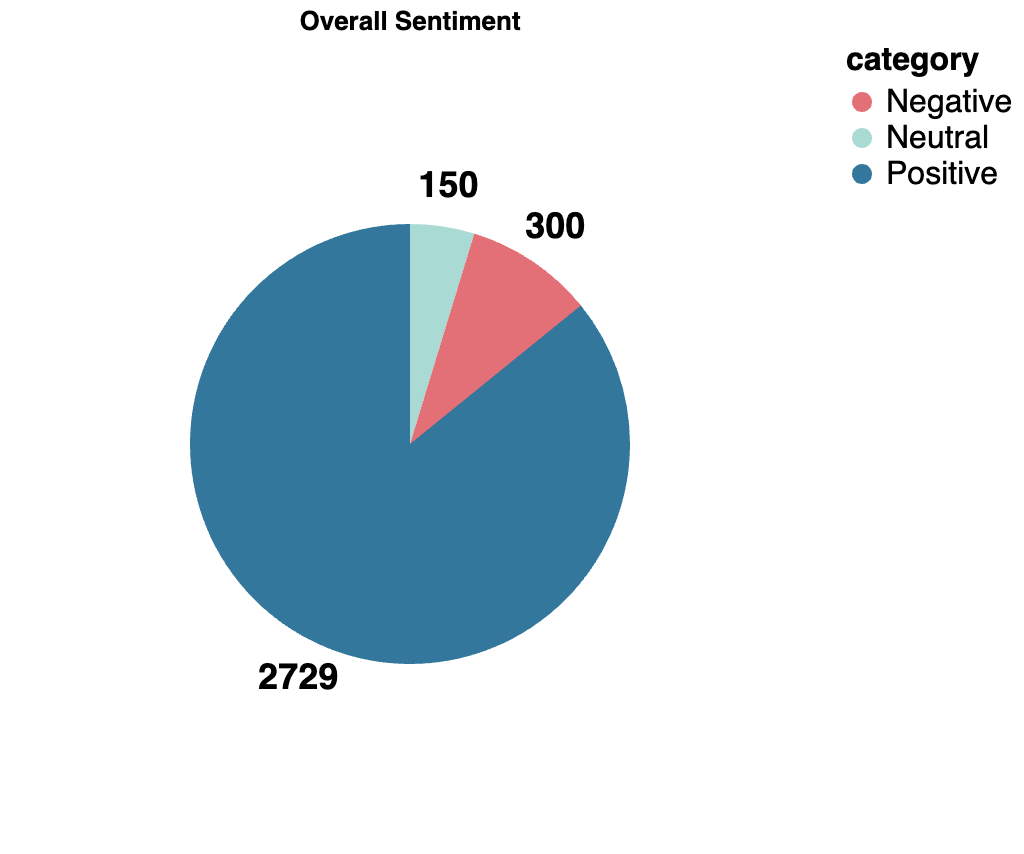 Overall Sentiment
category
Negative
Neutral
Positive
150
300
2729